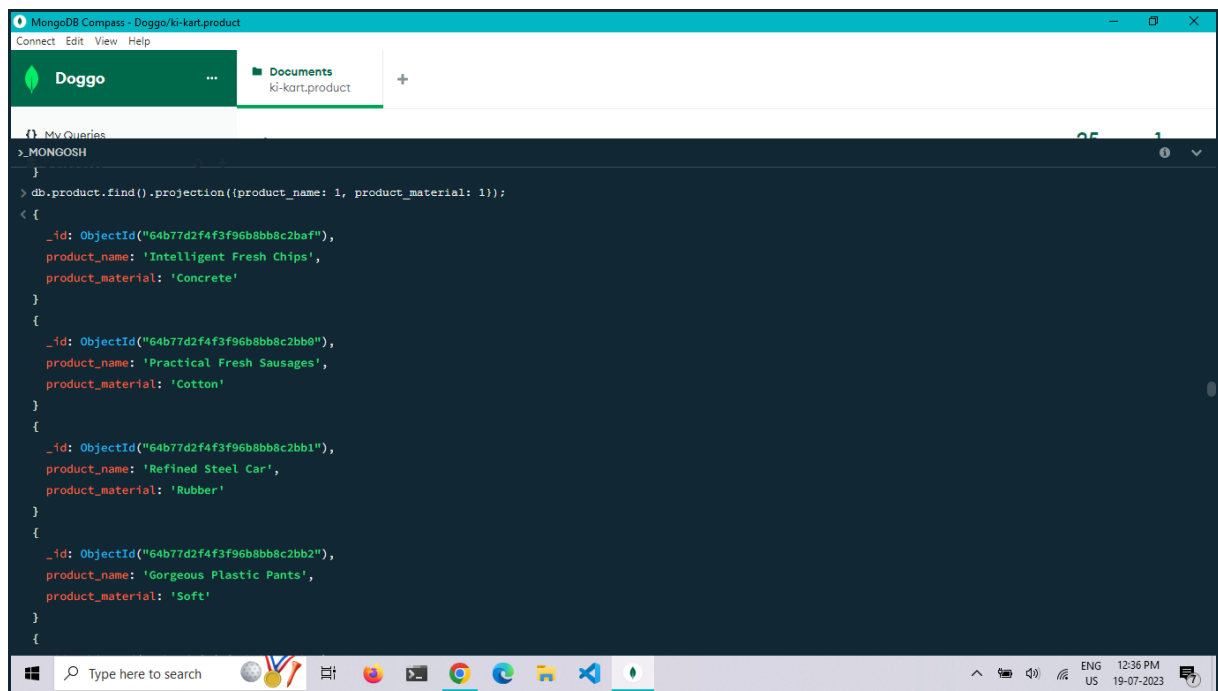 MongoDB Compass - Doggo/ki-kart.product
Connect Edit View Help
Doggo ...
Documents
ki-kart.product
+
{} My Queries
25 1
>_MONGOSH
}
> db.product.find().projection({product_name: 1, product_material: 1});
< {
_id: ObjectId("64b77d2f4f3f96b8bb8c2baf"),
product_name: 'Intelligent Fresh Chips',
product_material: 'Concrete'
}
{
_id: ObjectId("64b77d2f4f3f96b8bb8c2bb0"),
product_name: 'Practical Fresh Sausages',
product_material: 'Cotton'
}
{
_id: ObjectId("64b77d2f4f3f96b8bb8c2bb1"),
product_name: 'Refined Steel Car',
product_material: 'Rubber'
}
{
_id: ObjectId("64b77d2f4f3f96b8bb8c2bb2"),
product_name: 'Gorgeous Plastic Pants',
product_material: 'Soft'
}
{
Type here to search
ENG
US
12:36 PM
19-07-2023
7